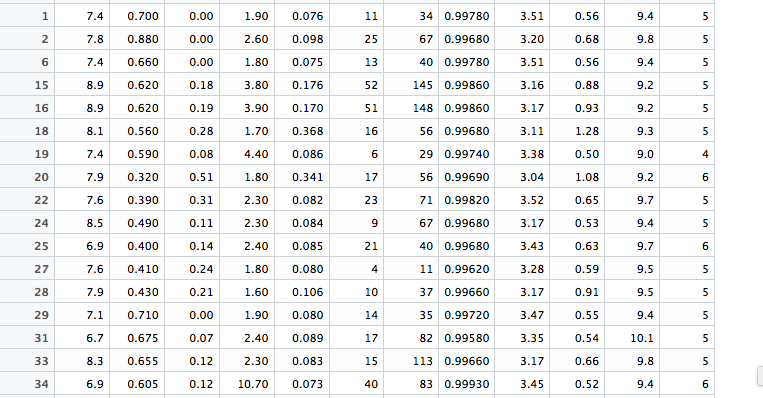 1 7.4 0.700 0.00 1.90 0.076 11 34 0.99780 3.51 0.56 9.4 5
2 7.8 0.880 0.00 2.60 0.098 25 67 0.99680 3.20 0.68 9.8 5
6 7.4 0.660 0.00 1.80 0.075 13 40 0.99780 3.51 0.56 9.4 5
15 8.9 0.620 0.18 3.80 0.176 52 145 0.99860 3.16 0.88 9.2 5
16 8.9 0.620 0.19 3.90 0.170 51 148 0.99860 3.17 0.93 9.2 5
18 8.1 0.560 0.28 1.70 0.368 16 56 0.99680 3.11 1.28 9.3 5
19 7.4 0.590 0.08 4.40 0.086 6 29 0.99740 3.38 0.50 9.0 4
20 7.9 0.320 0.51 1.80 0.341 17 56 0.99690 3.04 1.08 9.2 6
22 7.6 0.390 0.31 2.30 0.082 23 71 0.99820 3.52 0.65 9.7 5
24 8.5 0.490 0.11 2.30 0.084 9 67 0.99680 3.17 0.53 9.4 5
25 6.9 0.400 0.14 2.40 0.085 21 40 0.99680 3.43 0.63 9.7 6
27 7.6 0.410 0.24 1.80 0.080 4 11 0.99620 3.28 0.59 9.5 5
28 7.9 0.430 0.21 1.60 0.106 10 37 0.99660 3.17 0.91 9.5 5
29 7.1 0.710 0.00 1.90 0.080 14 35 0.99720 3.47 0.55 9.4 5
31 6.7 0.675 0.07 2.40 0.089 17 82 0.99580 3.35 0.54 10.1 5
33 8.3 0.655 0.12 2.30 0.083 15 113 0.99660 3.17 0.66 9.8 5
34 6.9 0.605 0.12 10.70 0.073 40 83 0.99930 3.45 0.52 9.4 6